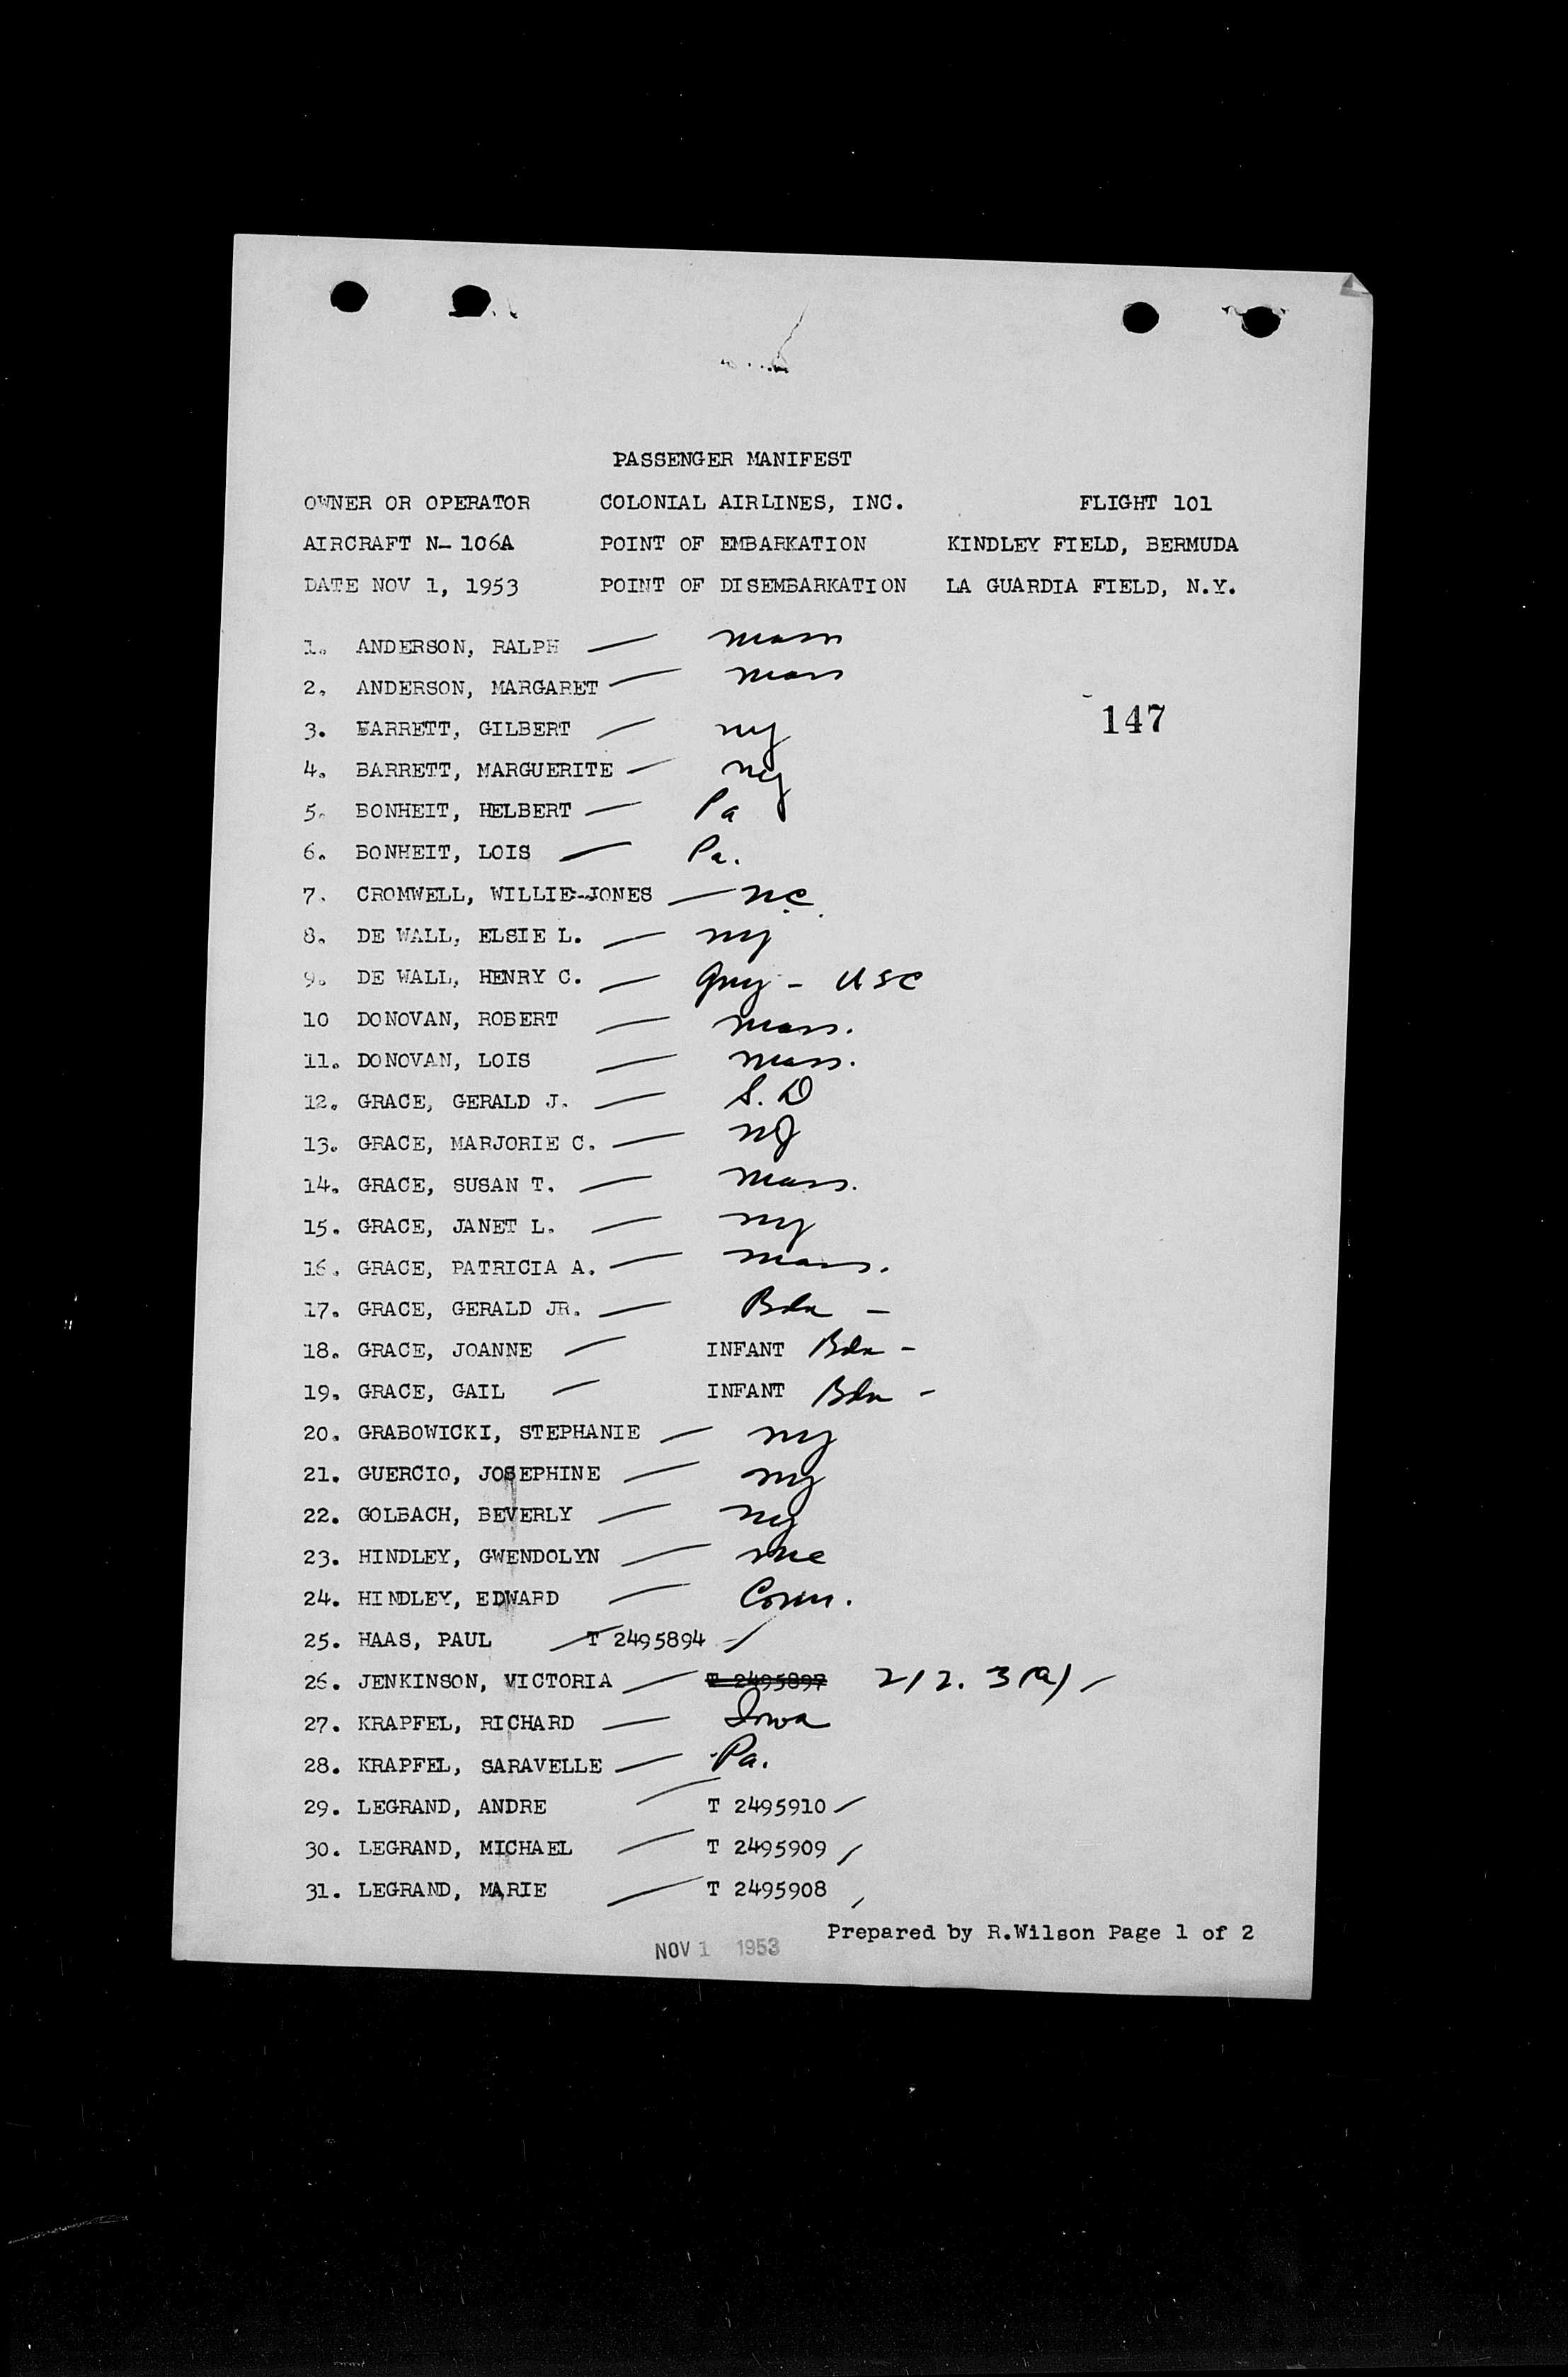 PASSENGER MANIFEST
OWNER OR OPERATOR COLONIAL AIRLINES, INC. FLIGHT 101
AIRCRAFT N- 106A POINT OF EMBARKATION KINDLEY FIELD, BERMUDA
DATE NOV 1, 1953 POINT OF DISEMBARKATION LA GUARDIA FIELD, N.Y.
1. ANDERSON, RALPH — Mass
2. ANDERSON, MARGARET — Mass
147
3. BARRETT, GILBERT — ny
4. BARRETT, MARGUERITE — ny
5. BONHEIT, HELBERT — Pa
6. BONHEIT, LOIS — Pa.
7. CROMWELL, WILLIE-JONES — N.C.
8. DE WALL, ELSIE L. — ny
9. DE WALL, HENRY C. — - USC
10 DONOVAN, ROBERT — Mass.
11. DONOVAN, LOIS — Mass.
12. GRACE, GERALD J. — S. D
13. GRACE, MARJORIE C. — NJ
14. GRACE, SUSAN T. — Mass.
15. GRACE, JANET L. — ny
16. GRACE, PATRICIA A. — Mass.
17. GRACE, GERALD JR. — Bda -
18. GRACE, JOANNE — INFANT Bda -
19. GRACE, GAIL — INFANT Bda -
20. GRABOWICKI, STEPHANIE — ny
21. GUERCIO, JOSEPHINE — ny
22. GOLBACH, BEVERLY — ny
23. HINDLEY, GWENDOLYN — Me
24. HINDLEY, EDWARD — Conn.
25. HAAS, PAUL — T 2495894
26. JENKINSON, VICTORIA — T 2495897 212. 3(a) -
27. KRAPFEL, RICHARD — Iowa
28. KRAPFEL, SARAVELLE — Pa.
29. LEGRAND, ANDRE — T 2495910
30. LEGRAND, MICHAEL — T 2495909
31. LEGRAND, MARIE — T 2495908
Prepared by R.Wilson Page 1 of 2
NOV 1 1953